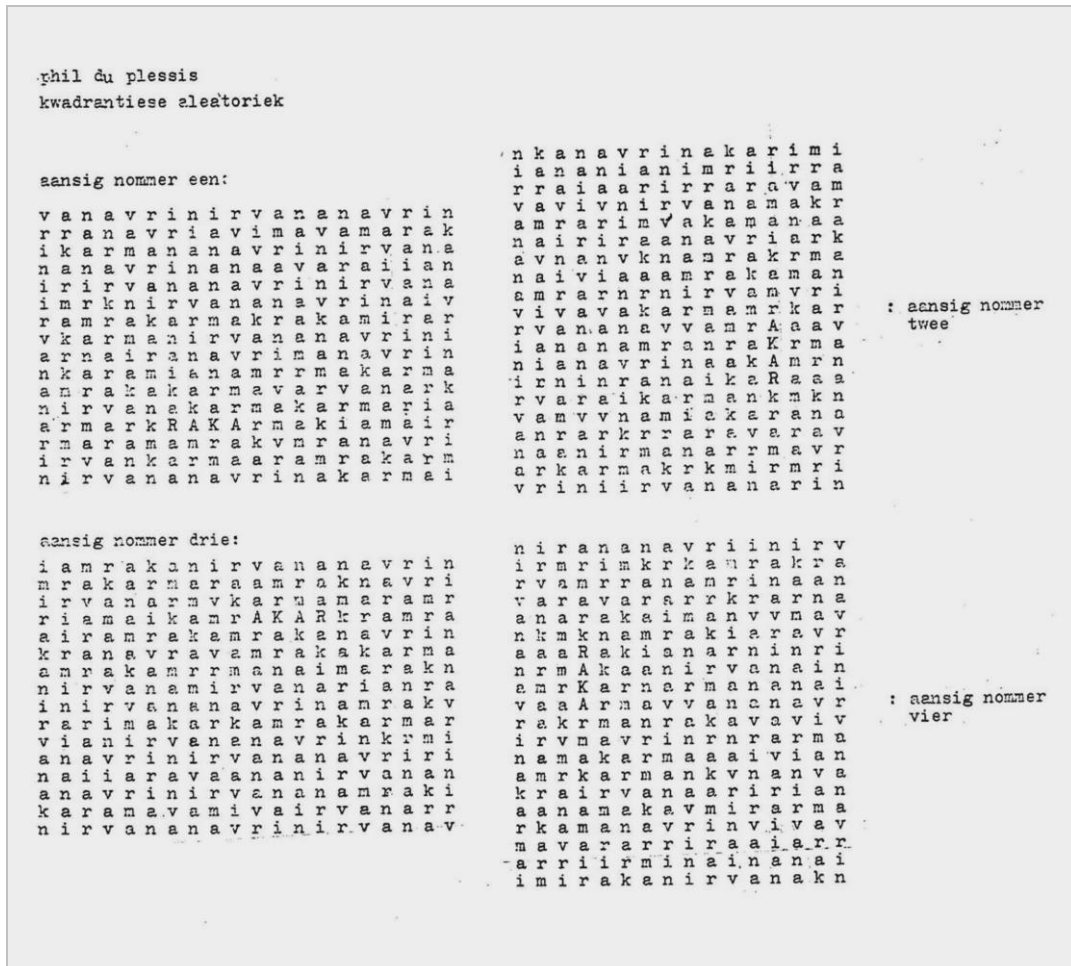 phil du plessis
kwadrantiese aleatoriek
aansig nommer een:
v a n a v r i n i r v a n a n a v r i n
r r a n a v r i a v i m a v a m a r a k
i k a r m a n a n a v r i n i r v a n a
n a n a v r i n a n a a v a r a i i a n
i r i r v a n a n a v r i n i r v a n a
i m r k n i r v a n a n a v r i n a i v
r a m r a k a r m a k r a k a m i r a r
v k a r m a n i r v a n a n a v r i n i
a r n a i r a n a v r i m a n a v r i n
n k a r a m i a n a m r r m a k a r m a
a m r a k a k a r m a v a r v a n a r k
n i r v a n a k a r m a k a r m a r i a
a r m a r k R A K A r m a k i a m a i r
r m a r a m a m r a k v m r a n a v r i
i r v a n k a r m a a r a m r a k a r m
n i r v a n a n a v r i n a k a r m a i
n k a n a v r i n a k a r i m i
i a n a n i a n i m r i i r r a
r r a i a a r i r r a r a v a m
v a v i v n i r v a n a m a k r
a m r a r i m v a k a m a n a a
n a i r i r a a n a v r i a r k
a v n a n v k n a m r a k r m a
n a i v i a a a m r a k a m a n
a m r a r n r n i r v a m v r i
v i v a v a k a r m a m r k a r
r v a n a n a v v a m r A a a v
i a n a n a m r a n r a K r m a
n i a n a v r i n a a k A m r n
i r n i n r a n a i k a R a a a
r v a r a i k a r m a n k m k n
v a m v v n a m i a k a r a n a
a n r a r k r r a r a v a r a v
n a a n i r m a n a r r m a v r
a r k a r m a k r k m i r m r i
v r i n i i r v a n a n a r i n
: aansig nommer
twee
aansig nommer drie:
i a m r a k a n i r v a n a n a v r i n
m r a k a r m a r a a m r a k n a v r i
i r v a n a r m v k a r m a m a r a m r
r i a m a i k a m r A K A R k r a m r a
a i r a m r a k a m r a k a n a v r i n
k r a n a v r a v a m r a k a k a r m a
a m r a k a m r r m a n a i m a r a k n
n i r v a n a m i r v a n a r i a n r a
i n i r v a n a n a v r i n a m r a k v
r a r i m a k a r k a m r a k a r m a r
v i a n i r v a n a n a v r i n k r m i
a n a v r i n i r v a n a n a v r i r i
n a i i a r a v a a n a n i r v a n a n
a n a v r i n i r v a n a n a m r a k i
k a r a m a v a m i v a i r v a n a r r
n i r v a n a n a v r i n i r v a n a v
n i r a n a n a v r i i n i r v
i r m r i m k r k a m r a k r a
r v a m r r a n a m r i n a a n
v a r a v a r a r r k r a r n a
a n a r a k a i m a n v v m a v
n k m k n a m r a k i a r a v r
a a a R a k i a n a r n i n r i
n r m A k a a n i r v a n a i n
a m r K a r n a r m a n a n a i
v a a A r m a v v a n a n a v r
r a k r m a n r a k a v a v i v
i r v m a v r i n r n r a r m a
n a m a k a r m a a a i v i a n
a m r k a r m a n k v n a n v a
k r a i r v a n a a r i r i a n
a a n a m a k a v m i r a r m a
r k a m a n a v r i n v i v a v
m a v a r a r r i r a a i a r r
a r r i i r m i n a i n a n a i
i m i r a k a n i r v a n a k n
: aansig nommer
vier